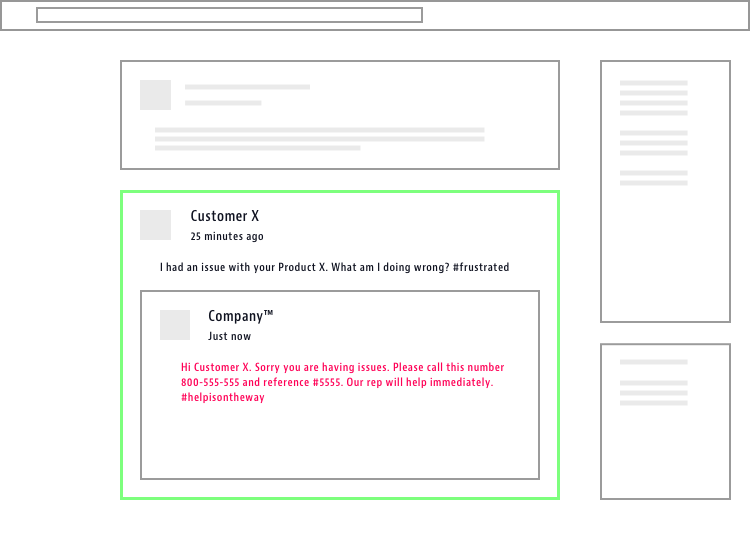 Customer X
25 minutes ago
I had an issue with your Product X. What am I doing wrong? #frustrated
Company™
Just now
Hi Customer X. Sorry you are having issues. Please call this number
800-555-555 and reference #5555. Our rep will help immediately.
#helpisontheway